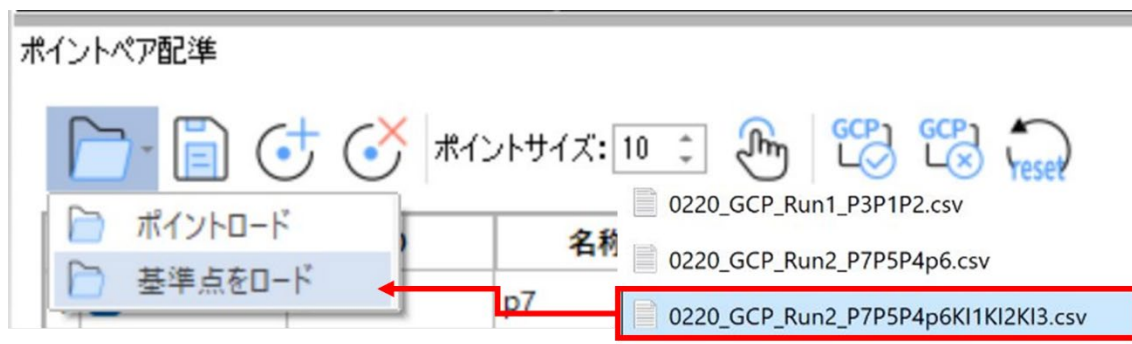 ポイントペア配準
ポイントサイズ: 10
GCP
GCP
reset
ポイントロード
基準点をロード
名称
p7
0220_GCP_Run1_P3P1P2.csv
0220_GCP_Run2_P7P5P4p6.csv
0220_GCP_Run2_P7P5P4p6KI1KI2KI3.csv